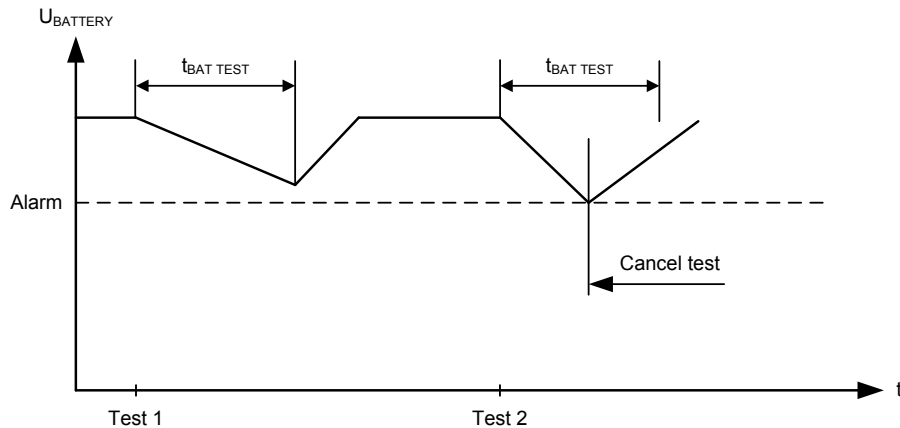 UBATTERY
tBAT TEST
tBAT TEST
Alarm
Cancel test
t
Test 1
Test 2